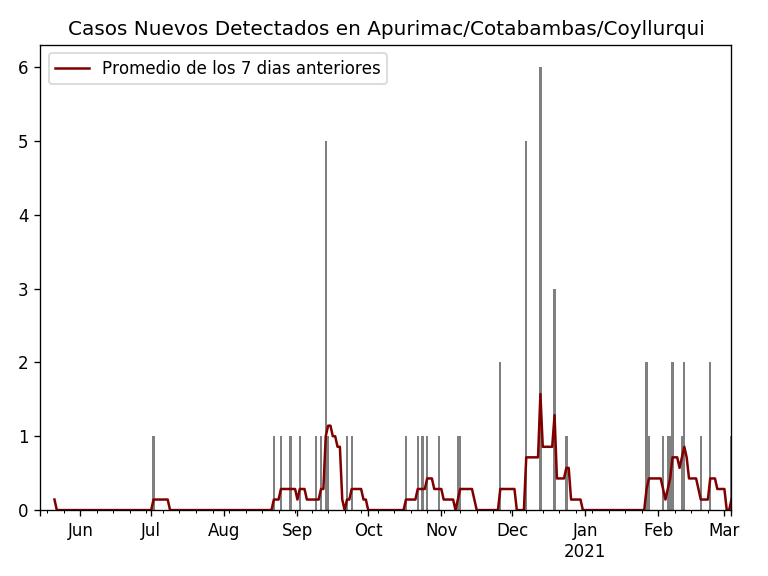 Casos Nuevos Detectados en Apurimac/Cotabambas/Coyllurqui
Promedio de los 7 dias anteriores
6
5
4
3
2
1
0
Jun Jul Aug Sep Oct Nov Dec Jan Feb Mar
2021